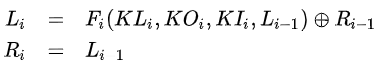 L_i = F_i(KL_i, KO_i, KI_i, L_{i-1}) ⊕ R_{i-1}
R_i = L_{i 1}